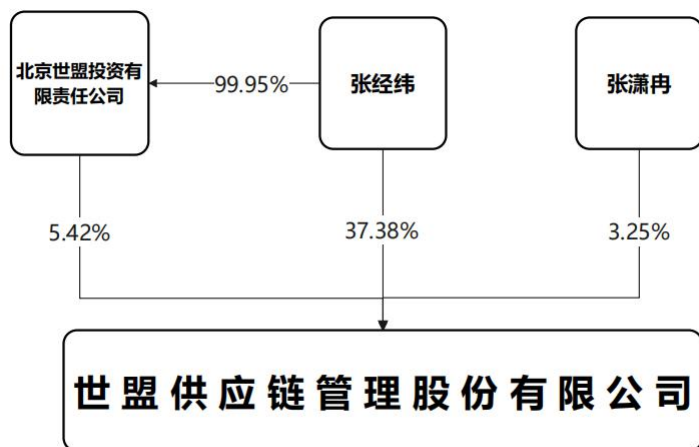 北京世盟投资有
限责任公司
99.95%
张经纬
张潇冉
5.42%
37.38%
3.25%
世盟供应链管理股份有限公司